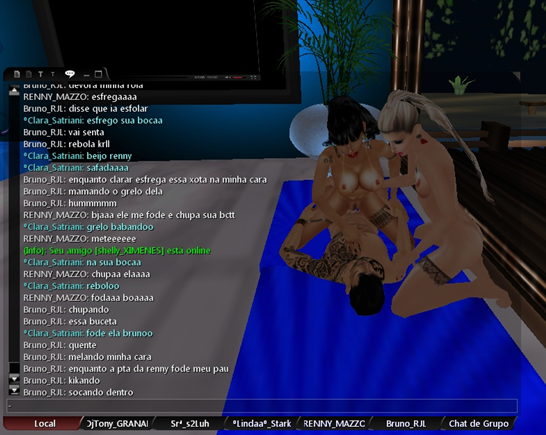 Bruno_RJL: devora minha rola
RENNY_MAZZO: esfregaaaa
Bruno_RJL: disse que ia esfolar
*Clara_Satriani: esfrego sua bocaa
Bruno_RJL: vai senta
Bruno_RJL: rebola krll
*Clara_Satriani: beijo renny
*Clara_Satriani: safadaaaa
Bruno_RJL: enquanto clarar esfrega essa xota na minha cara
Bruno_RJL: mamando o grelo dela
Bruno_RJL: hummmmmm
RENNY_MAZZO: bjaaa ele me fode e chupa sua bctt
*Clara_Satriani: grelo babandoo
RENNY_MAZZO: meteeeeee
(Info): Seu amigo [shelly_XIMENES] está online
*Clara_Satriani: na sua bocaa
RENNY_MAZZO: chupaa elaaaa
*Clara_Satriani: reboloo
RENNY_MAZZO: fodaaa boaaaa
Bruno_RJL: chupando
Bruno_RJL: essa buceta
*Clara_Satriani: fode ela brunoo
Bruno_RJL: quente
Bruno_RJL: melando minha cara
Bruno_RJL: enquanto a pta da renny fode meu pau
Bruno_RJL: kikando
Bruno_RJL: socando dentro
Local DjTony_GRANAI Srª_s2Luh *Lindaa*_Stark RENNY_MAZZC Bruno_RJL Chat de Grupo